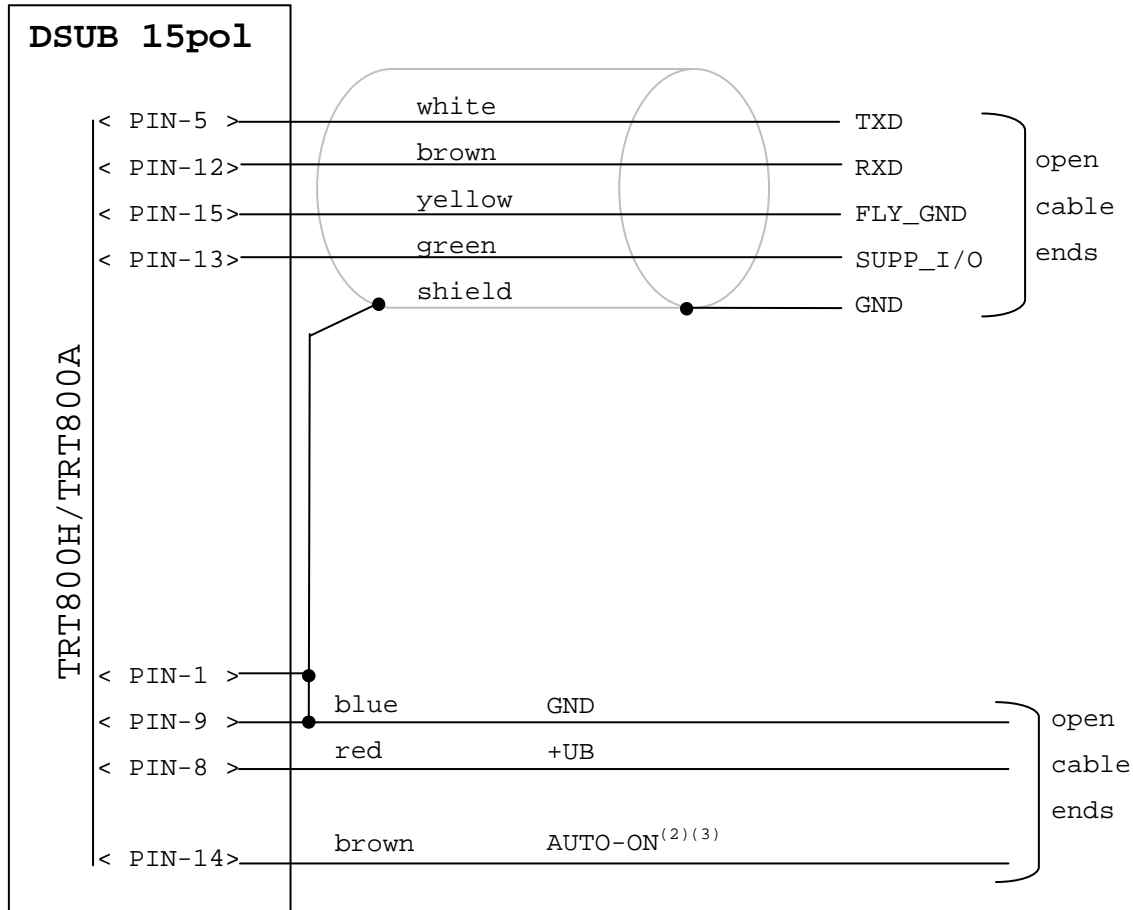 DSUB 15pol
TRT800H/TRT800A
< PIN-5 > white TXD
< PIN-12> brown RXD
< PIN-15> yellow FLY_GND
< PIN-13> green SUPP_I/O
shield GND
open
cable
ends
< PIN-1 >
< PIN-9 > blue GND
< PIN-8 > red +UB
< PIN-14> brown AUTO-ON(2)(3)
open
cable
ends